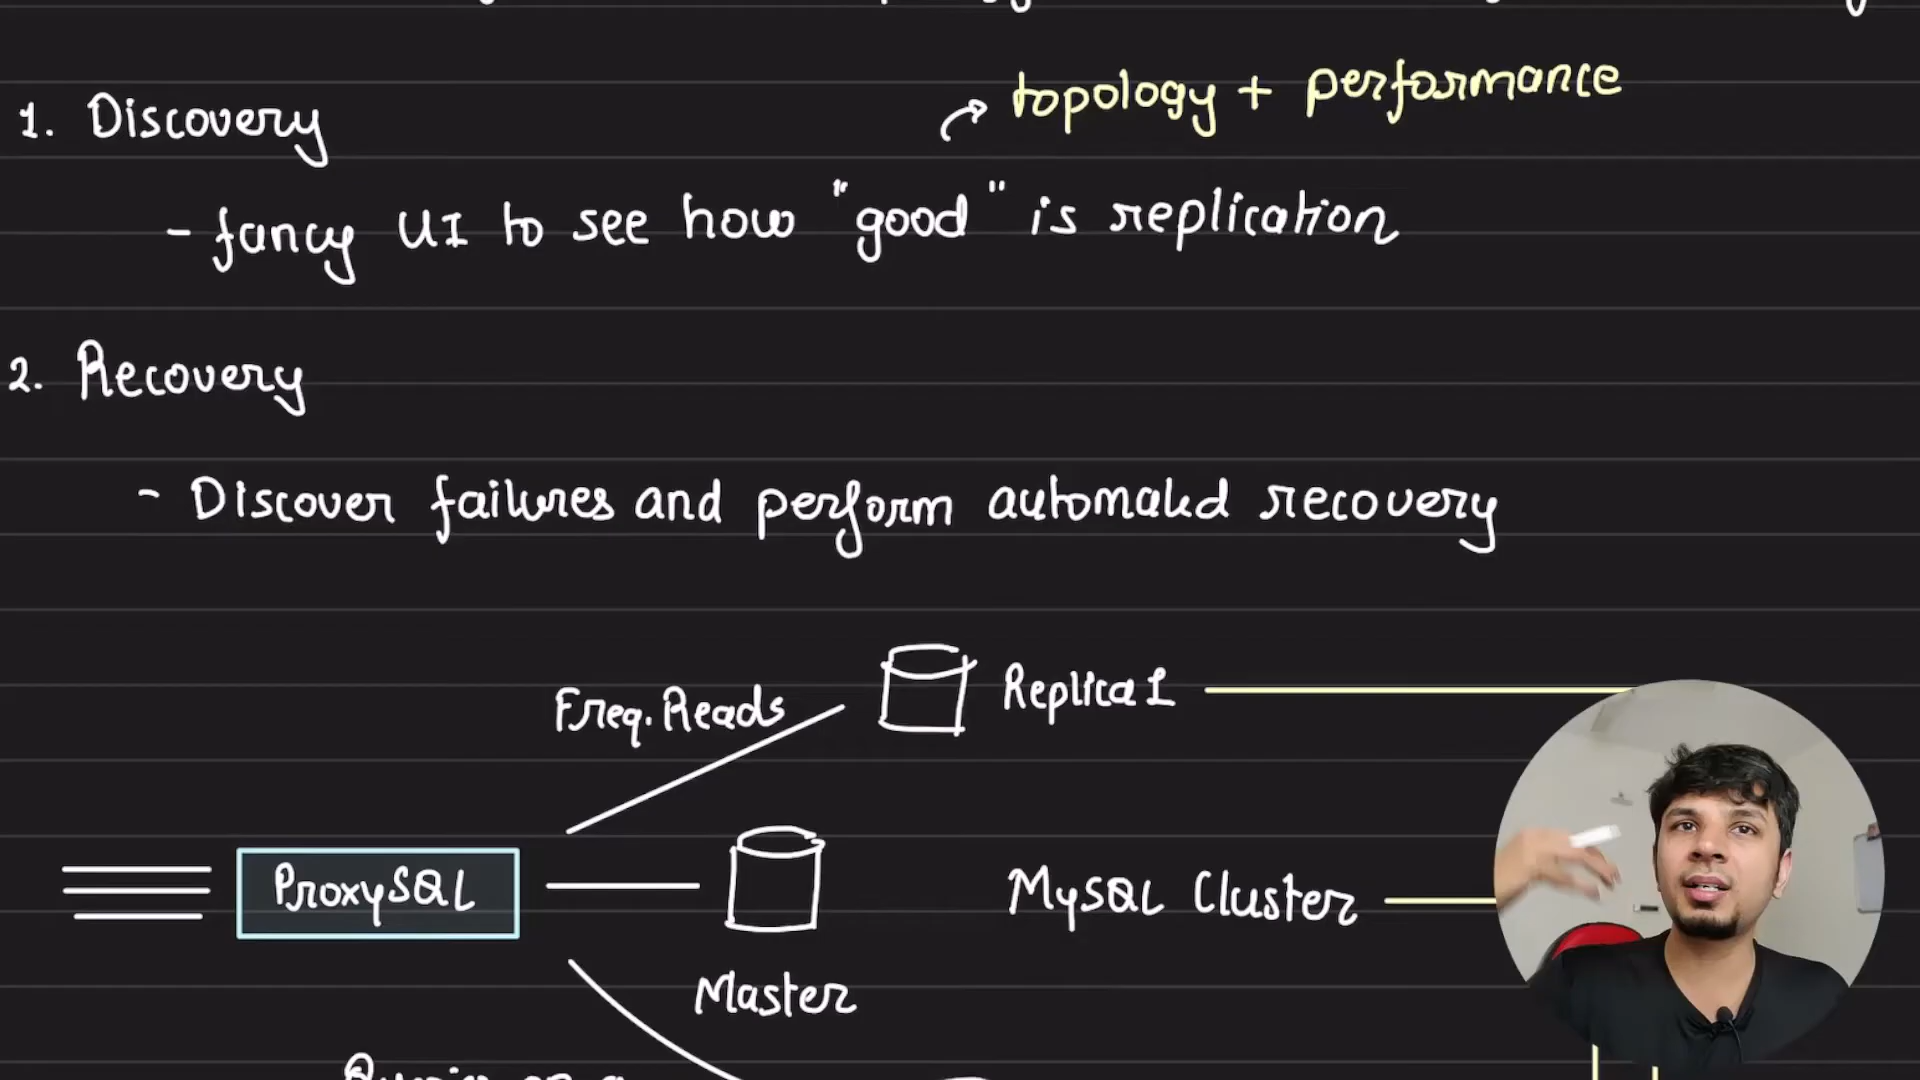 topology + performance
1. Discovery
- fancy UI to see how "good" is replication
2. Recovery
- Discover failures and perform automated recovery
Freq. Reads
Replica 1
ProxySQL
MySQL Cluster
Master